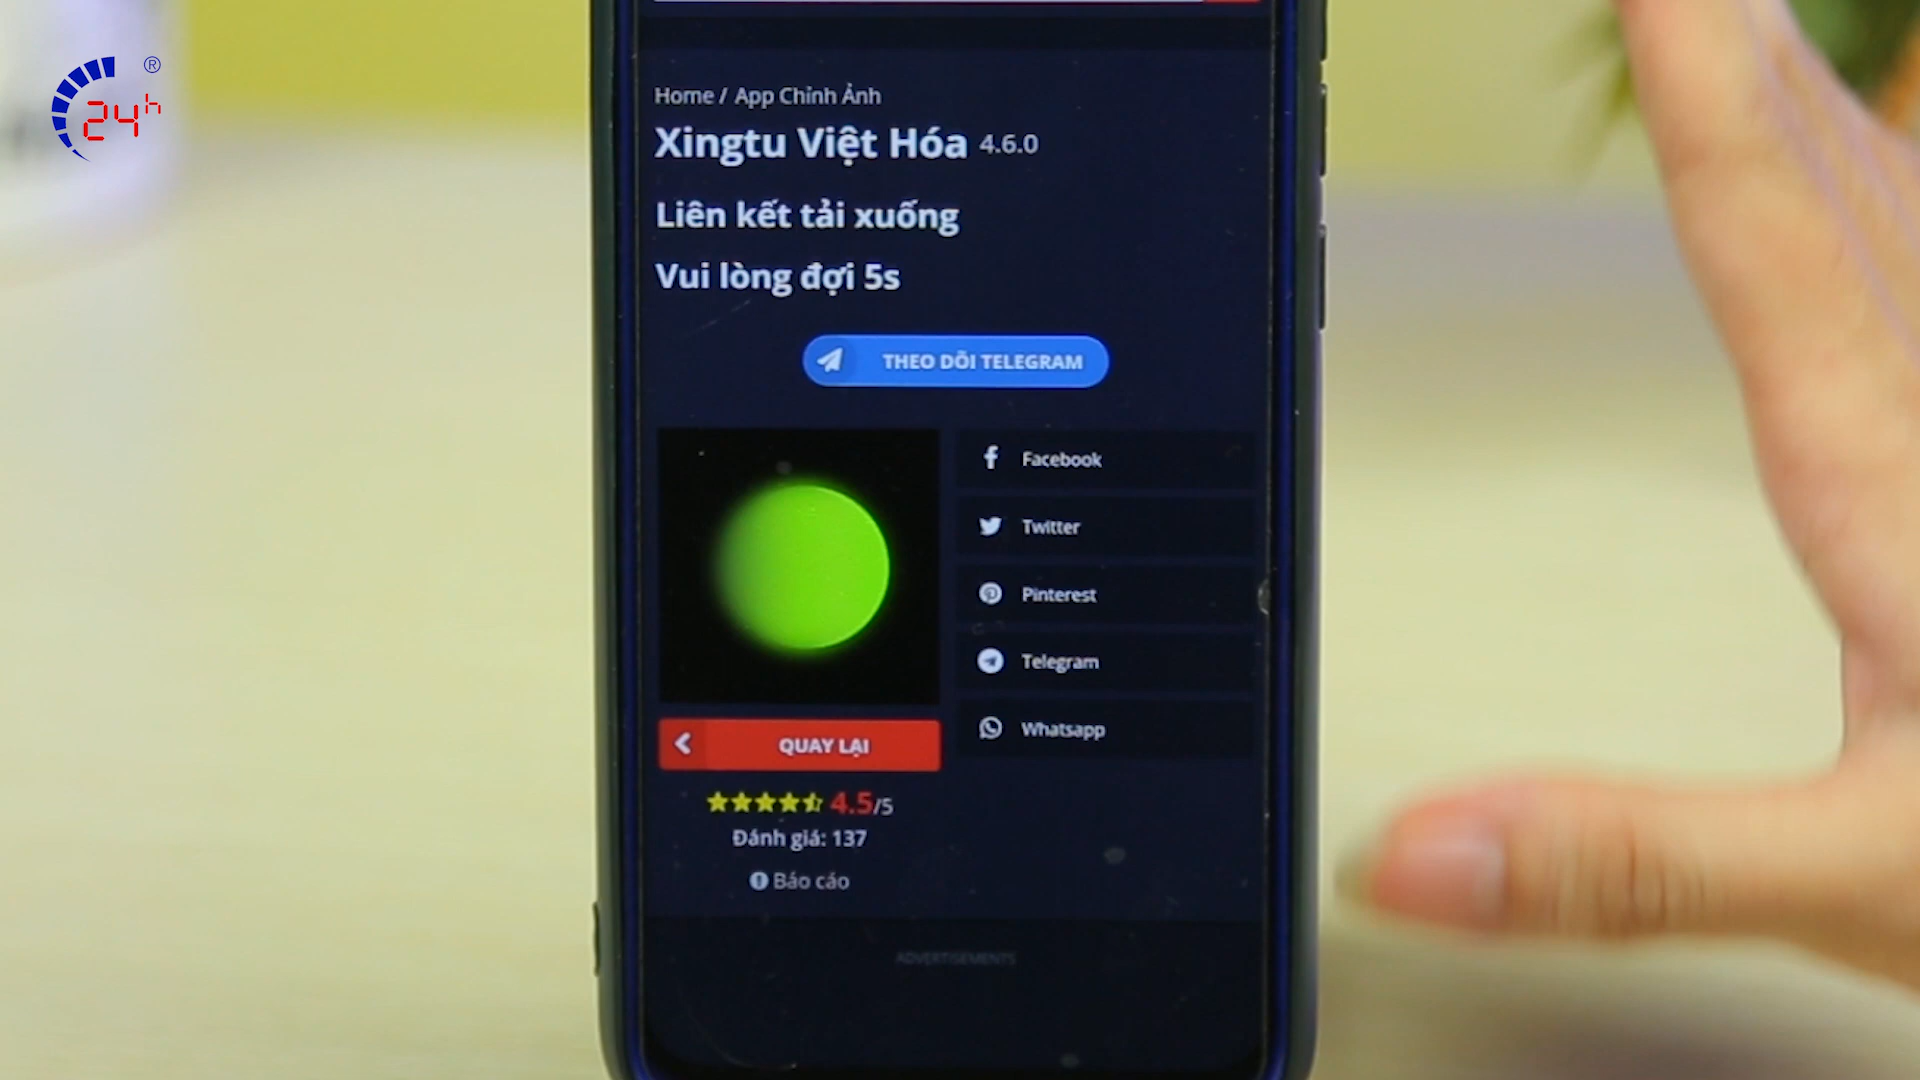 24h ®
Home / App Chỉnh Ảnh
Xingtu Việt Hóa 4.6.0
Liên kết tải xuống
Vui lòng đợi 5s
THEO DÕI TELEGRAM
Facebook
Twitter
Pinterest
Telegram
Whatsapp
QUAY LẠI
4.5/5
Đánh giá: 137
Báo cáo
ADVERTISEMENTS